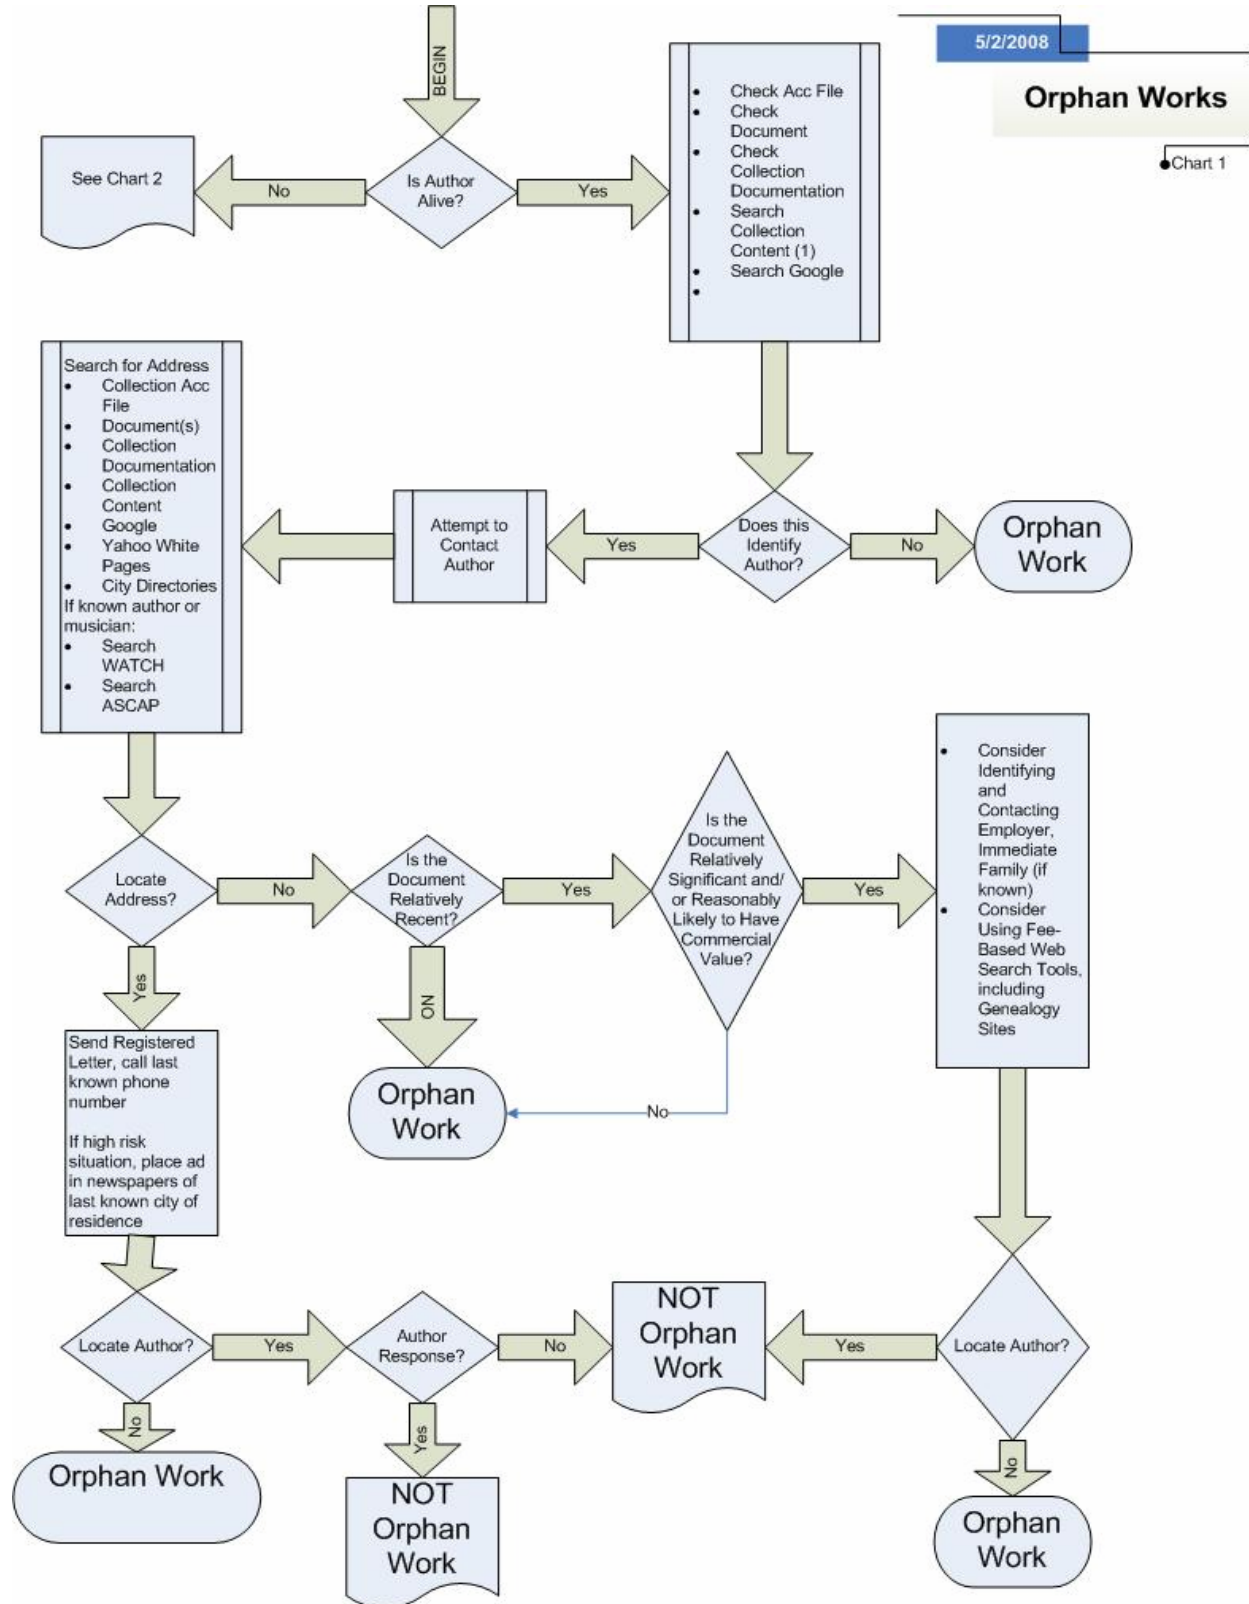 5/2/2008
Orphan Works
Chart 1
BEGIN
Is Author
Alive?
No
See Chart 2
Yes
• Check Acc File
• Check
Document
• Check
Collection
Documentation
• Search
Collection
Content (1)
• Search Google
•
Does this
Identify
Author?
No
Orphan
Work
Yes
Attempt to
Contact
Author
Search for Address
• Collection Acc
File
• Document(s)
• Collection
Documentation
• Collection
Content
• Google
• Yahoo White
Pages
• City Directories
If known author or
musician:
• Search
WATCH
• Search
ASCAP
Locate
Address?
No
Is the
Document
Relatively
Recent?
Yes
Is the
Document
Relatively
Significant and/
or Reasonably
Likely to Have
Commercial
Value?
Yes
• Consider
Identifying
and
Contacting
Employer,
Immediate
Family (if
known)
• Consider
Using Fee-
Based Web
Search Tools,
including
Genealogy
Sites
Yes
NO
Orphan
Work
No
Send Registered
Letter, call last
known phone
number
If high risk
situation, place ad
in newspapers of
last known city of
residence
Locate Author?
Yes
Author
Response?
No
NOT
Orphan
Work
Yes
Locate Author?
No
Orphan Work
Yes
NOT
Orphan
Work
No
Orphan
Work